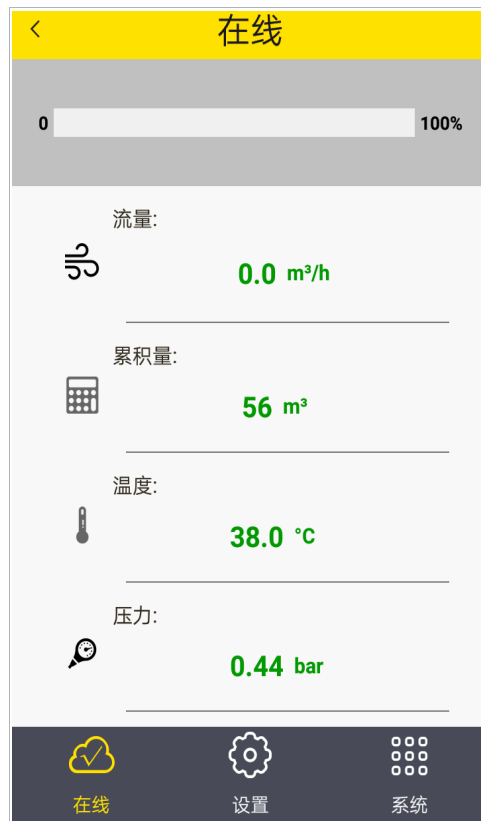 在线
0 100%
流量:
0.0 m³/h
累积量:
56 m³
温度:
38.0 °C
压力:
0.44 bar
在线 设置 系统